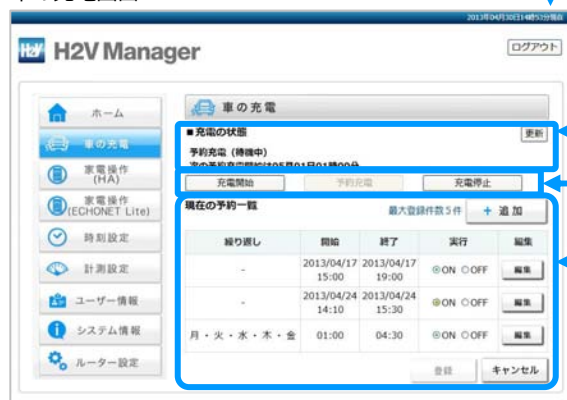 2013年04月30日14時52分現在
H2V H2V Manager
ログアウト
ホーム
車の充電
家電操作
(HA)
家電操作
(ECHONET Lite)
時刻設定
計測設定
ユーザー情報
システム情報
ルーター設定
車の充電
■充電の状態
更新
予約充電（待機中）
充電開始
予約充電
充電停止
現在の予約一覧
最大登録件数5件
+ 追加
繰り返し 開始 終了 実行 編集
- 2013/04/17 15:00 2013/04/17 19:00 ON OFF 編集
- 2013/04/24 14:10 2013/04/24 15:30 ON OFF 編集
月・火・水・木・金 01:00 04:30 ON OFF 編集
登録
キャンセル